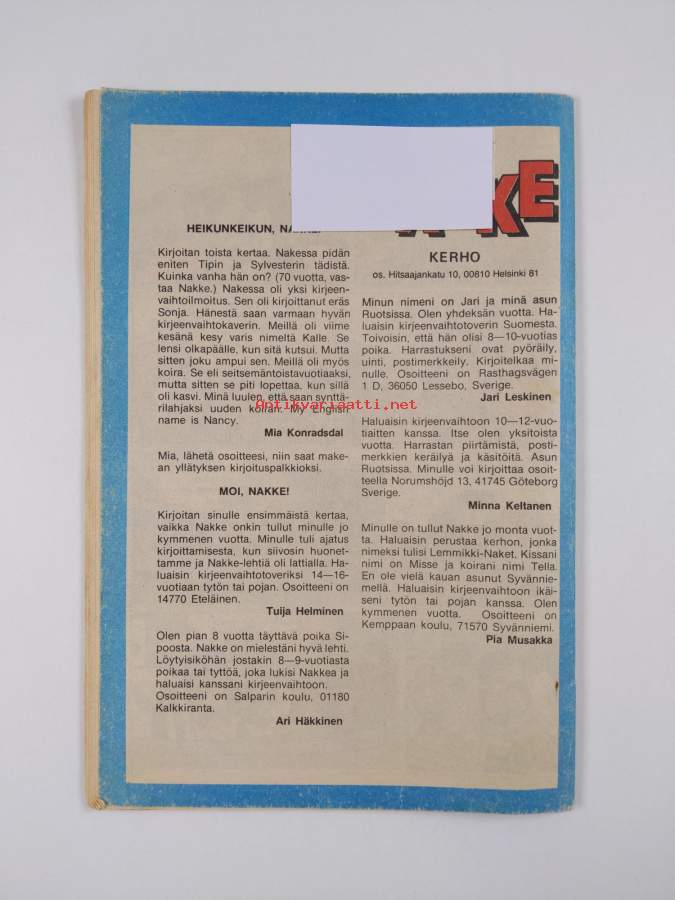 HEIKUNKEIKUN, NAKKE!
Kirjoitan toista kertaa. Nakessa pidän
eniten Tipin ja Sylvesterin tädistä.
Kuinka vanha hän on? (70 vuotta, vas-
taa Nakke.) Nakessa oli yksi kirjeen-
vaihtoilmoitus. Sen oli kirjoittanut eräs
Sonja. Hänestä saan varmaan hyvän
kirjeenvaihtokaverin. Meillä oli viime
kesänä kesy varis nimeltä Kalle. Se
lensi olkapäälle, kun sitä kutsui. Mutta
sitten joku ampui sen. Meillä oli myös
koira. Se eli seitsemäntoistavuotiaaksi,
mutta sitten se piti lopettaa, kun sillä
oli kasvi. Minä luulen, että saan synttä-
rilahjaksi uuden koiran. My English
name is Nancy.
Mia Konradsdal
Mia, lähetä osoitteesi, niin saat make-
an yllätyksen kirjoituspalkkioksi.
MOI, NAKKE!
Kirjoitan sinulle ensimmäistä kertaa,
vaikka Nakke onkin tullut minulle jo
kymmenen vuotta. Minulle tuli ajatus
kirjoittamisesta, kun siivosin huonet-
tamme ja Nakke-lehtiä oli lattialla. Ha-
luaisin kirjeenvaihtotoveriksi 14—16-
vuotiaan tytön tai pojan. Osoitteeni on
14770 Eteläinen.
Tuija Helminen
Olen pian 8 vuotta täyttävä poika Si-
poosta. Nakke on mielestäni hyvä lehti.
Löytyisiköhän jostakin 8—9-vuotiasta
poikaa tai tyttöä, joka lukisi Nakkea ja
haluaisi kanssani kirjeenvaihtoon.
Osoitteeni on Salparin koulu, 01180
Kalkkiranta.
Ari Häkkinen
KE
KERHO
os. Hitsaajankatu 10, 00810 Helsinki 81
Minun nimeni on Jari ja minä asun
Ruotsissa. Olen yhdeksän vuotta. Ha-
luaisin kirjeenvaihtotoverin Suomesta.
Toivoisin, että hän olisi 8—10-vuotias
poika. Harrastukseni ovat pyöräily,
uinti, postimerkkeily. Kirjoitelkaa mi-
nulle. Osoitteeni on Rasthagsvägen
1 D, 36050 Lessebo, Sverige.
Jari Leskinen
Haluaisin kirjeenvaihtoon 10—12-vuo-
tiaitten kanssa. Itse olen yksitoista
vuotta. Harrastan piirtämistä, posti-
merkkien keräilyä ja käsitöitä. Asun
Ruotsissa. Minulle voi kirjoittaa osoit-
teella Norumshöjd 13, 41745 Göteborg
Sverige.
Minna Keltanen
Minulle on tullut Nakke jo monta vuot-
ta. Haluaisin perustaa kerhon, jonka
nimeksi tulisi Lemmikki-Naket. Kissani
nimi on Misse ja koirani nimi Tella.
En ole vielä kauan asunut Syvännie-
mellä. Haluaisin kirjeenvaihtoon ikäi-
seni tytön tai pojan kanssa. Olen
kymmenen vuotta. Osoitteeni on
Kemppaan koulu, 71570 Syvänniemi.
Pia Musakka
Antikvariaatti.net